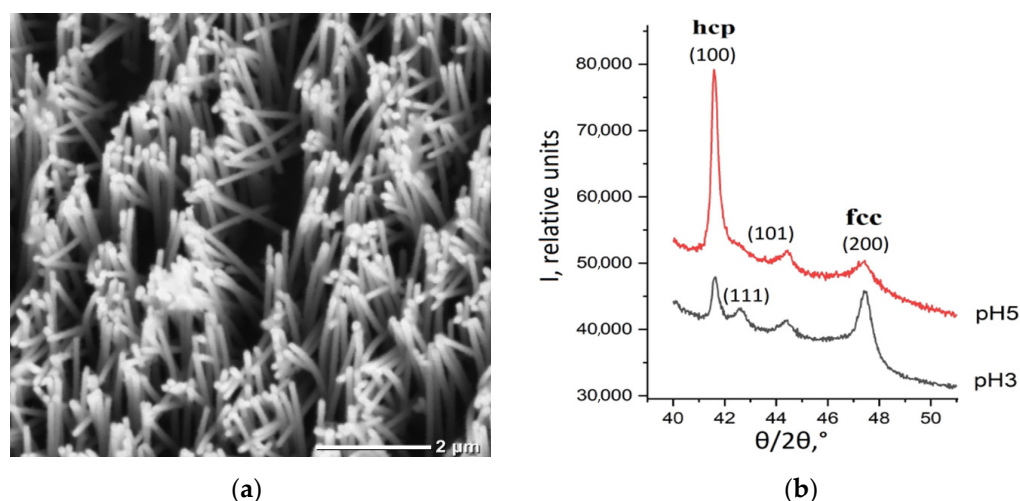 2 µm
(a)
hcp
(100)
80,000
70,000
60,000
50,000
40,000
30,000
I, relative units
(101)
fcc
(200)
(111)
pH5
pH3
40 42 44 46 48 50
θ/2θ,°
(b)